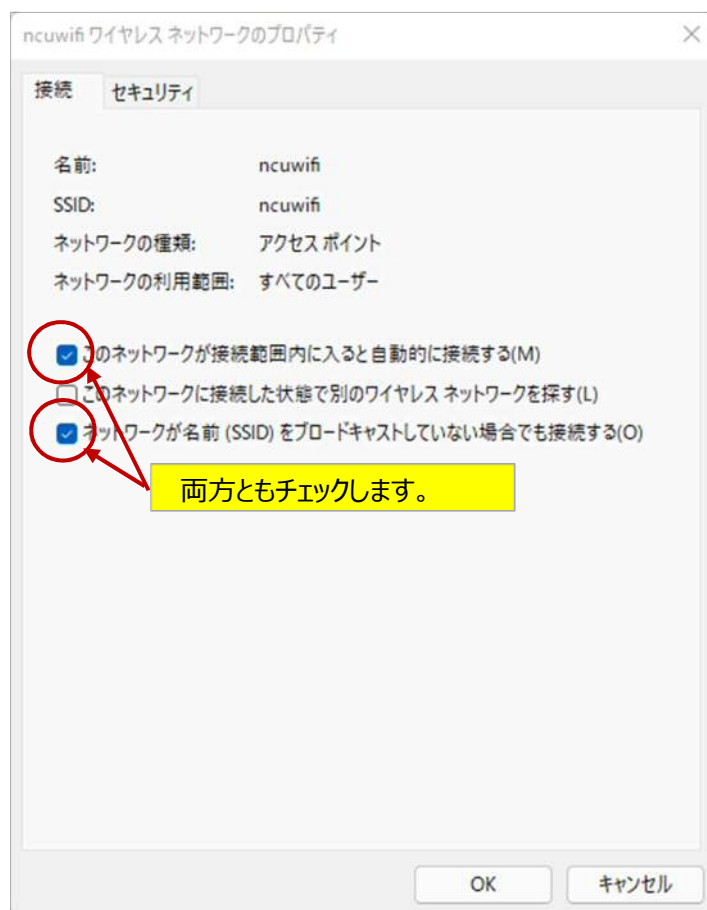 ncuwifi ワイヤレス ネットワークのプロパティ
接続 セキュリティ
名前: ncuwifi
SSID: ncuwifi
ネットワークの種類: アクセス ポイント
ネットワークの利用範囲: すべてのユーザー
このネットワークが接続範囲内に入ると自動的に接続する(M)
このネットワークに接続した状態で別のワイヤレス ネットワークを探す(L)
ネットワークが名前 (SSID) をブロードキャストしていない場合でも接続する(O)
両方ともチェックします。
OK キャンセル